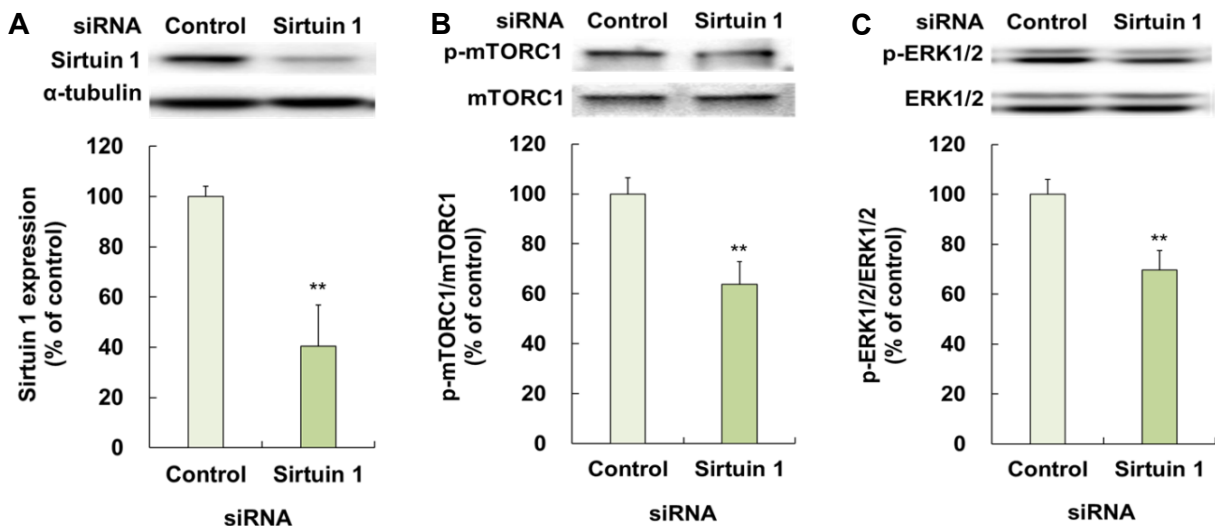 A
siRNA Control Sirtuin 1
Sirtuin 1
α-tubulin
120
100
80
60
40
20
0
Sirtuin 1 expression
(% of control)
**
Control Sirtuin 1
siRNA
B
siRNA Control Sirtuin 1
p-mTORC1
mTORC1
120
100
80
60
40
20
0
p-mTORC1/mTORC1
(% of control)
**
Control Sirtuin 1
siRNA
C
siRNA Control Sirtuin 1
p-ERK1/2
ERK1/2
120
100
80
60
40
20
0
p-ERK1/2/ERK1/2
(% of control)
**
Control Sirtuin 1
siRNA